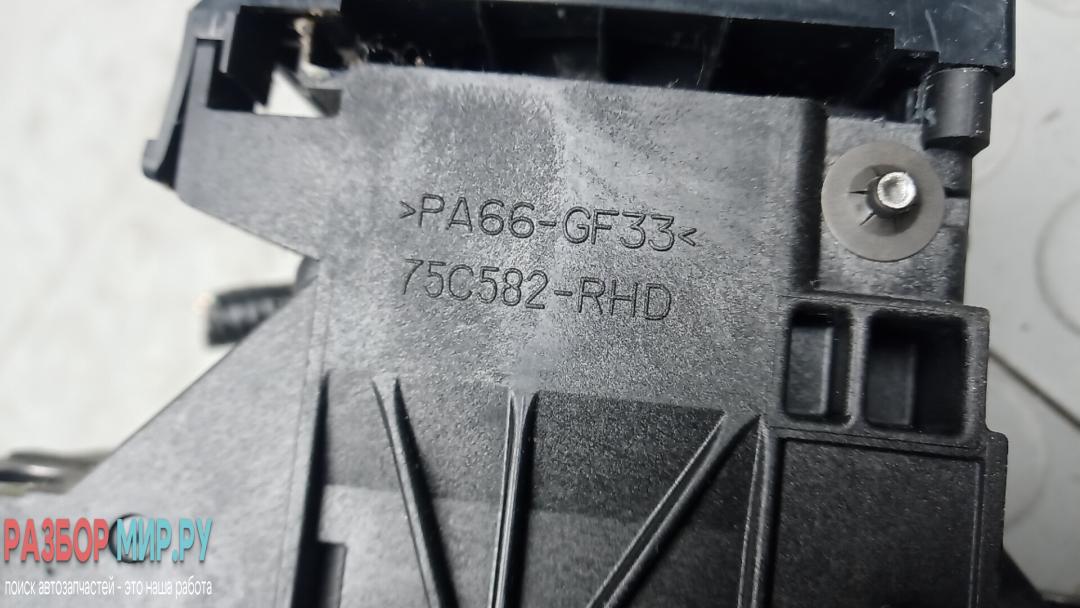 >PA66-GF33<
75C582-RHD
РАЗБОРМИР.РУ
поиск автозапчастей - это наша работа